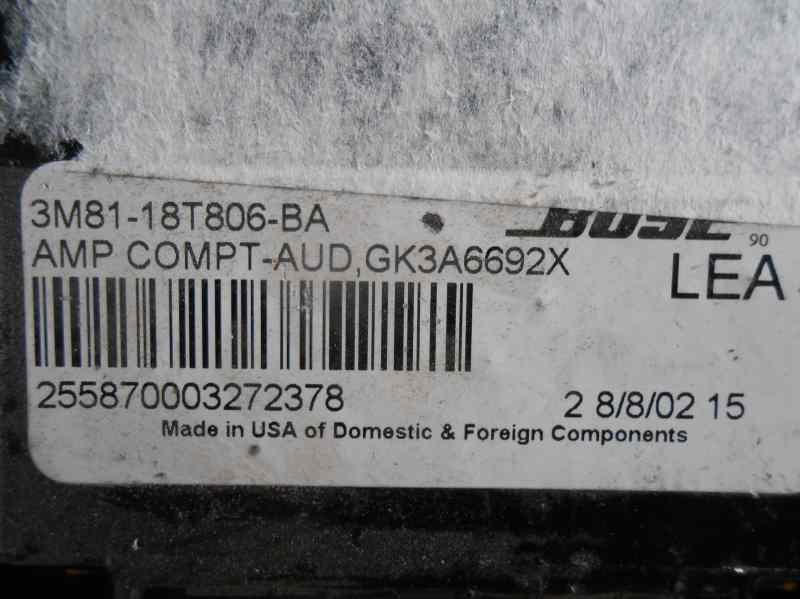 3M81-18T806-BA
BOSE
90
AMP COMPT-AUD,GK3A6692X
LEA
255870003272378
2 8/8/02 15
Made in USA of Domestic & Foreign Components